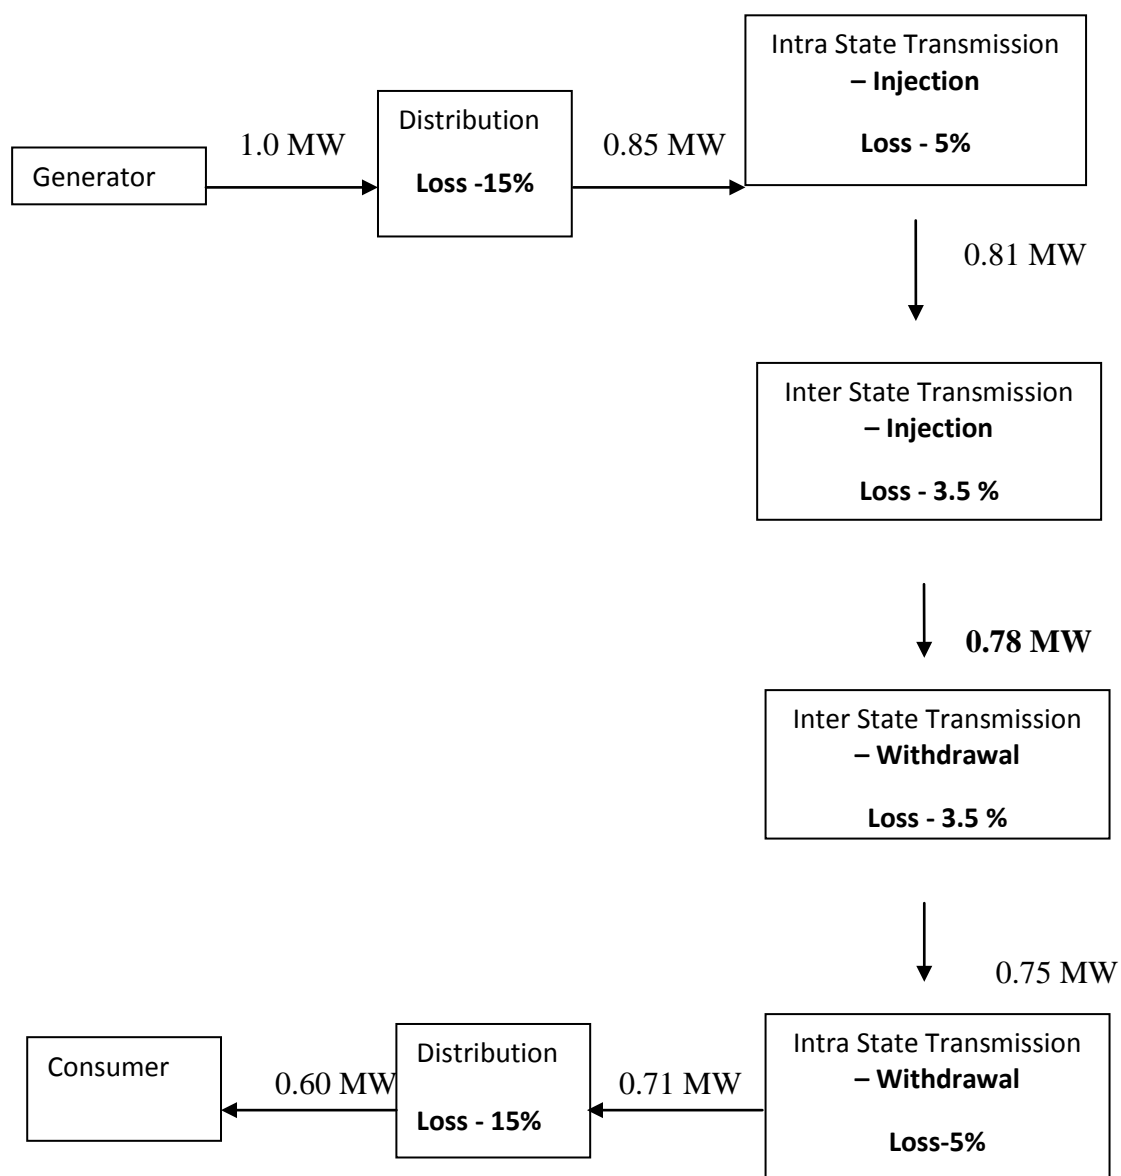 Generator
1.0 MW
Distribution
Loss -15%
0.85 MW
Intra State Transmission
– Injection
Loss - 5%
0.81 MW
Inter State Transmission
– Injection
Loss - 3.5 %
0.78 MW
Inter State Transmission
– Withdrawal
Loss - 3.5 %
0.75 MW
Intra State Transmission
– Withdrawal
Loss-5%
0.71 MW
Distribution
Loss - 15%
0.60 MW
Consumer